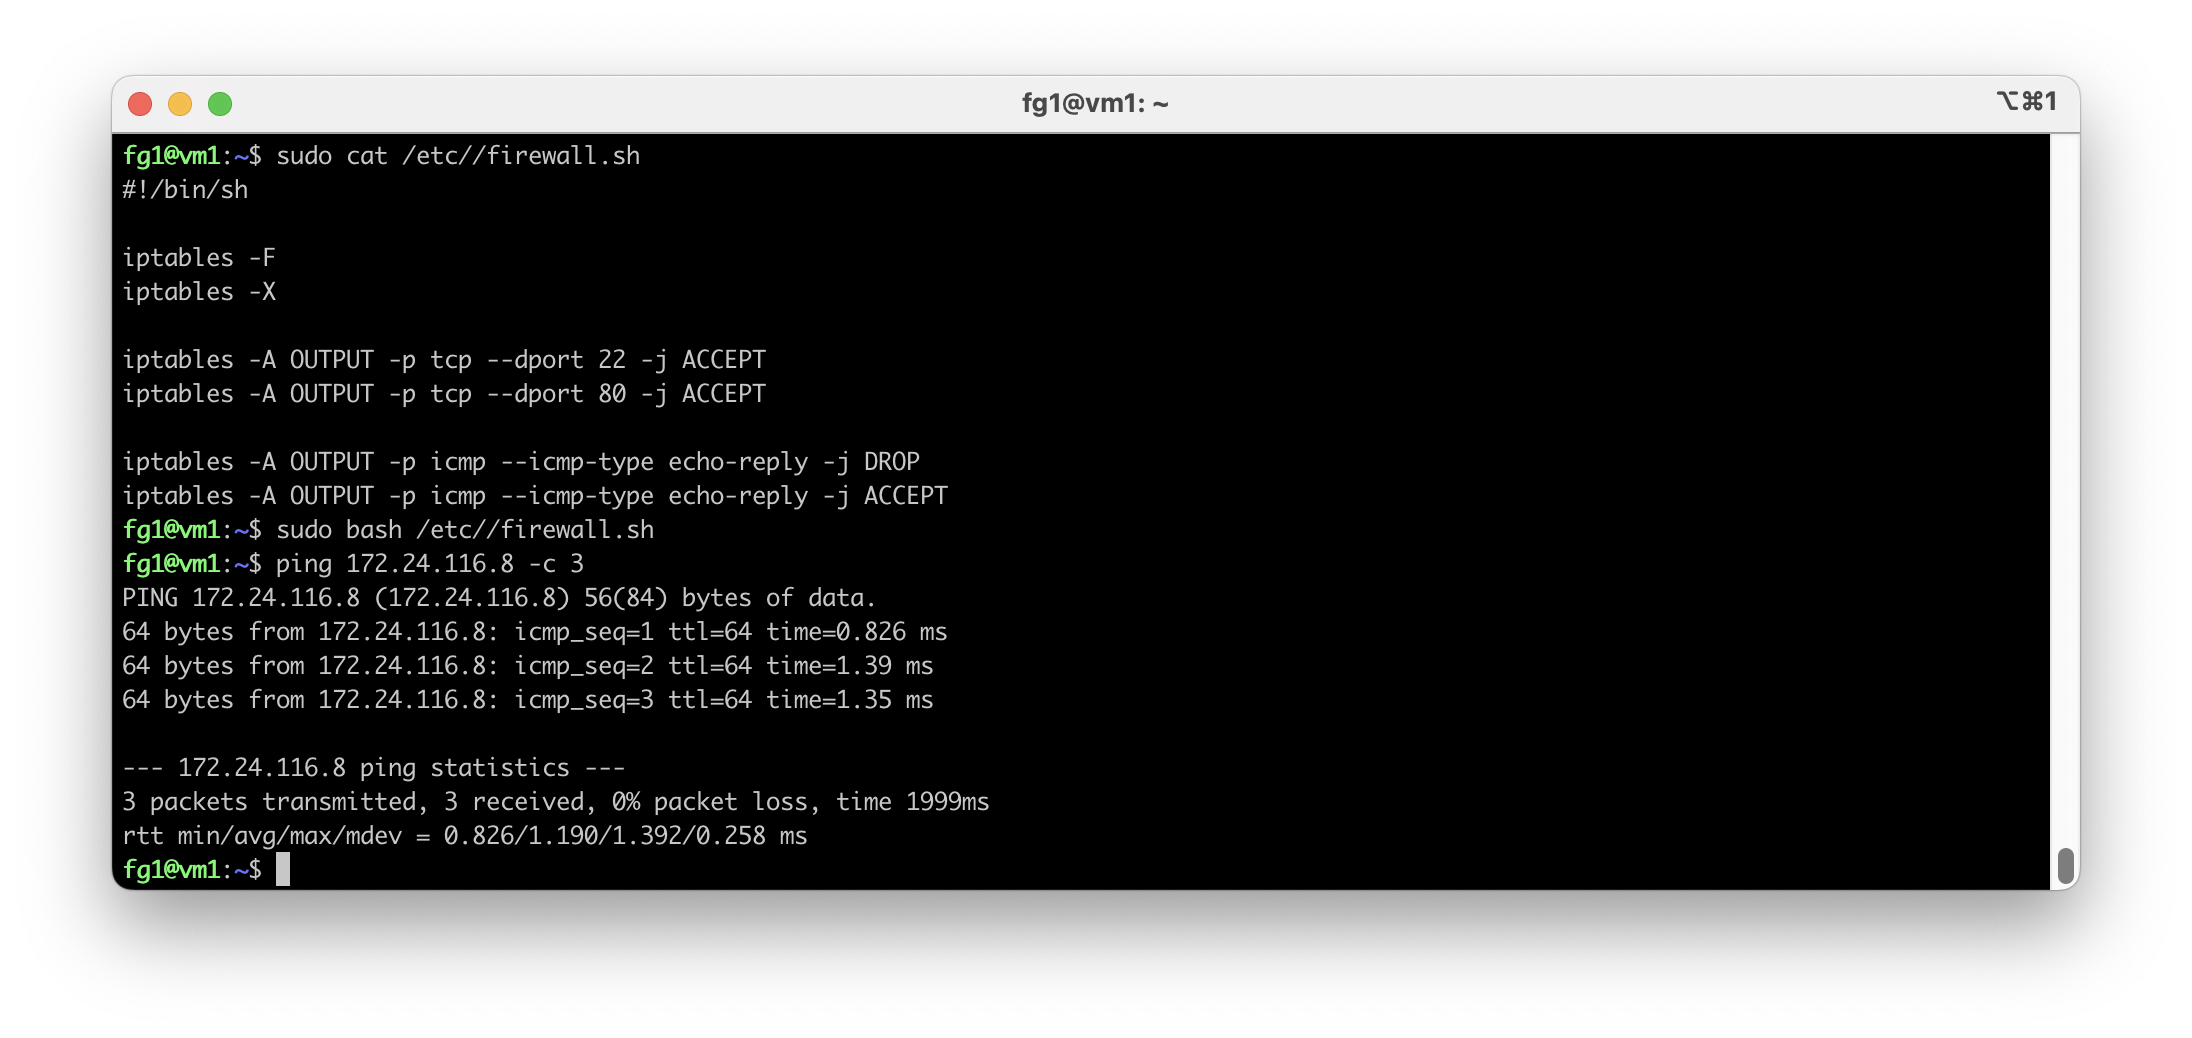 fg1@vm1: ~
⌥⌘1
fg1@vm1:~$ sudo cat /etc//firewall.sh
#!/bin/sh
iptables -F
iptables -X
iptables -A OUTPUT -p tcp --dport 22 -j ACCEPT
iptables -A OUTPUT -p tcp --dport 80 -j ACCEPT
iptables -A OUTPUT -p icmp --icmp-type echo-reply -j DROP
iptables -A OUTPUT -p icmp --icmp-type echo-reply -j ACCEPT
fg1@vm1:~$ sudo bash /etc//firewall.sh
fg1@vm1:~$ ping 172.24.116.8 -c 3
PING 172.24.116.8 (172.24.116.8) 56(84) bytes of data.
64 bytes from 172.24.116.8: icmp_seq=1 ttl=64 time=0.826 ms
64 bytes from 172.24.116.8: icmp_seq=2 ttl=64 time=1.39 ms
64 bytes from 172.24.116.8: icmp_seq=3 ttl=64 time=1.35 ms
--- 172.24.116.8 ping statistics ---
3 packets transmitted, 3 received, 0% packet loss, time 1999ms
rtt min/avg/max/mdev = 0.826/1.190/1.392/0.258 ms
fg1@vm1:~$